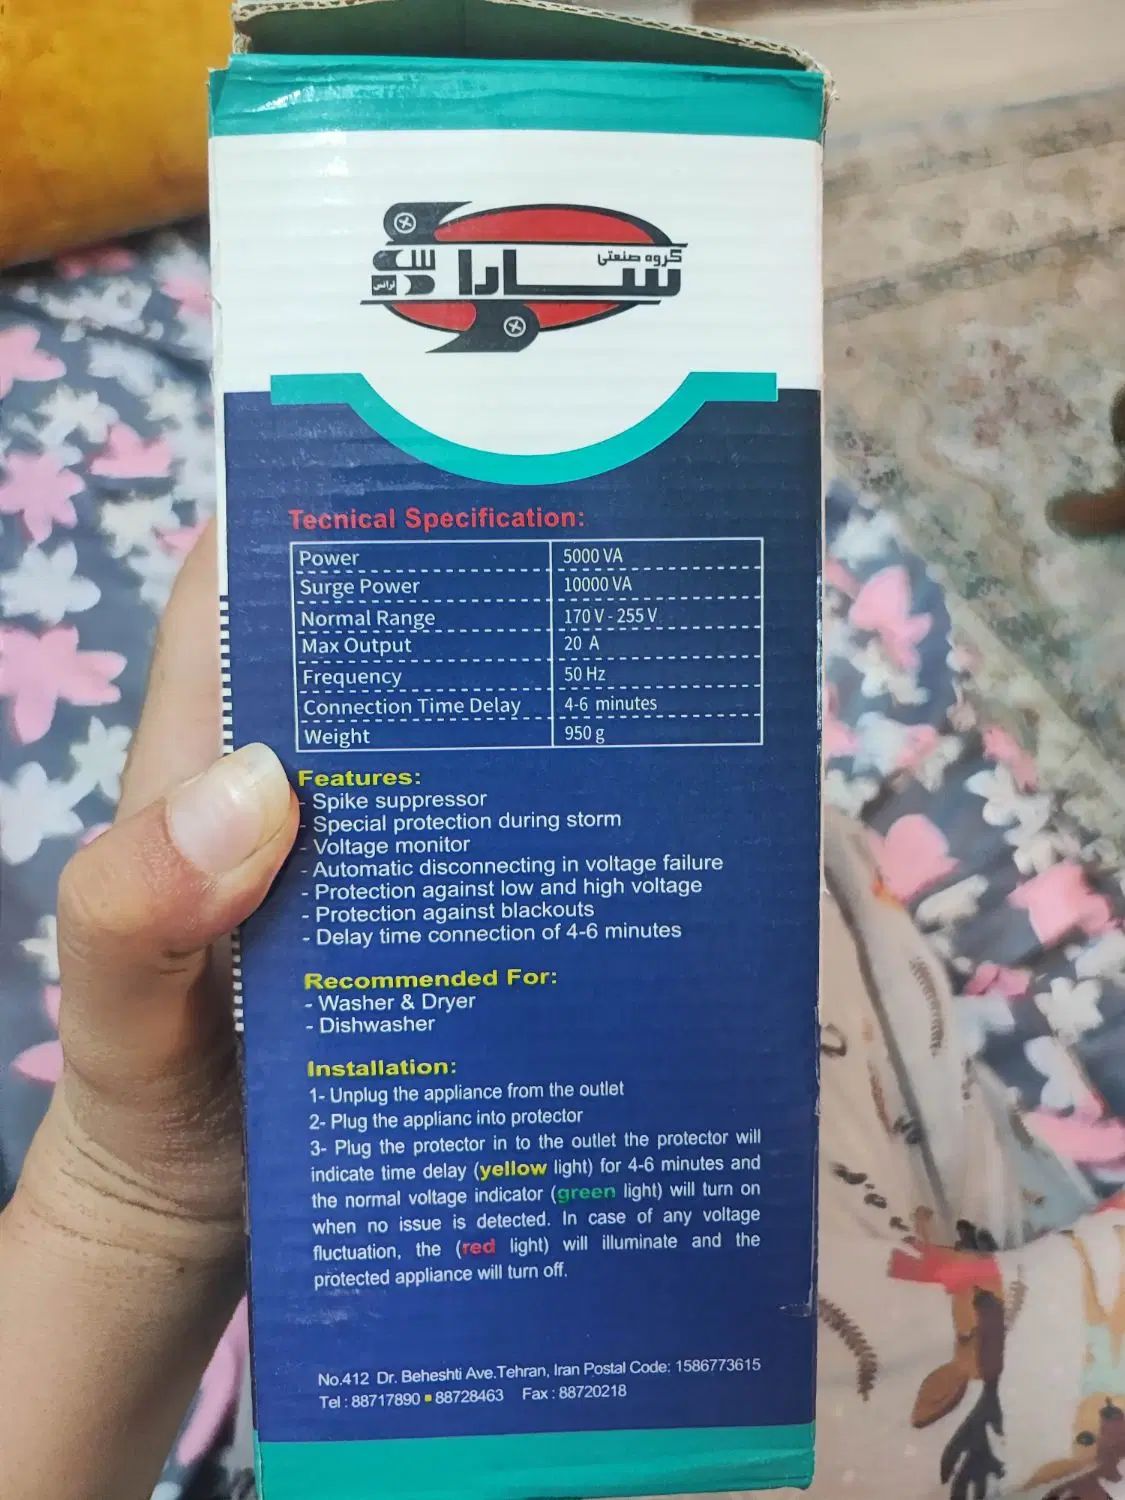 گروه صنعتی
سارا
فرانس
Tecnical Specification:
Power 5000 VA
Surge Power 10000 VA
Normal Range 170 V - 255 V
Max Output 20 A
Frequency 50 Hz
Connection Time Delay 4-6 minutes
Weight 950 g
Features:
- Spike suppressor
- Special protection during storm
- Voltage monitor
- Automatic disconnecting in voltage failure
- Protection against low and high voltage
- Protection against blackouts
- Delay time connection of 4-6 minutes
Recommended For:
- Washer & Dryer
- Dishwasher
Installation:
1- Unplug the appliance from the outlet
2- Plug the applianc into protector
3- Plug the protector in to the outlet the protector will
indicate time delay (yellow light) for 4-6 minutes and
the normal voltage indicator (green light) will turn on
when no issue is detected. In case of any voltage
fluctuation, the (red light) will illuminate and the
protected appliance will turn off.
No.412 Dr. Beheshti Ave.Tehran, Iran Postal Code: 1586773615
Tel : 88717890 ▪ 88728463 Fax : 88720218